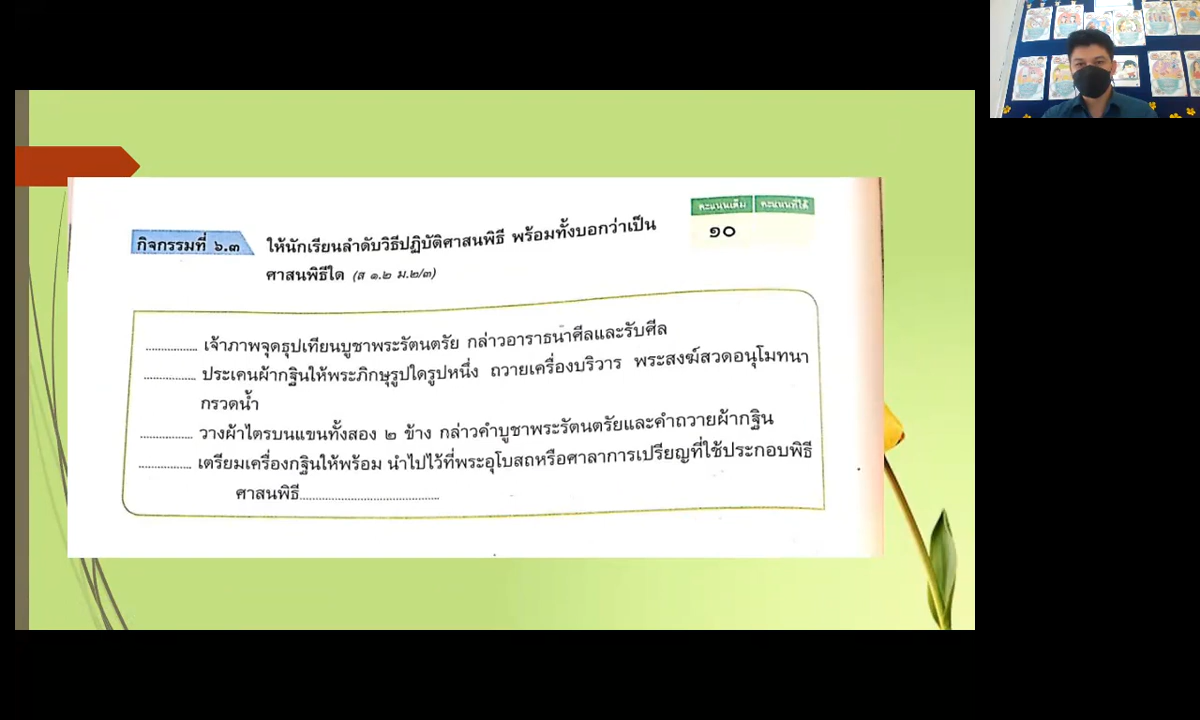 คะแนนเต็ม คะแนนที่ได้
๑๐
กิจกรรมที่ ๖.๓ ให้นักเรียนลำดับวิธีปฏิบัติศาสนพิธี พร้อมทั้งบอกว่าเป็น
ศาสนพิธีใด (ส ๑.๒ ม.๒/๓)
............... เจ้าภาพจุดธุปเทียนบูชาพระรัตนตรัย กล่าวอาราธนาศีลและรับศีล
............... ประเคนผ้ากฐินให้พระภิกษุรูปใดรูปหนึ่ง ถวายเครื่องบริวาร พระสงฆ์สวดอนุโมทนา
กรวดน้ำ
............... วางผ้าไตรบนแขนทั้งสอง ๒ ข้าง กล่าวคำบูชาพระรัตนตรัยและคำถวายผ้ากฐิน
............... เตรียมเครื่องกฐินให้พร้อม นำไปไว้ที่พระอุโบสถหรือศาลาการเปรียญที่ใช้ประกอบพิธี
ศาสนพิธี........................................